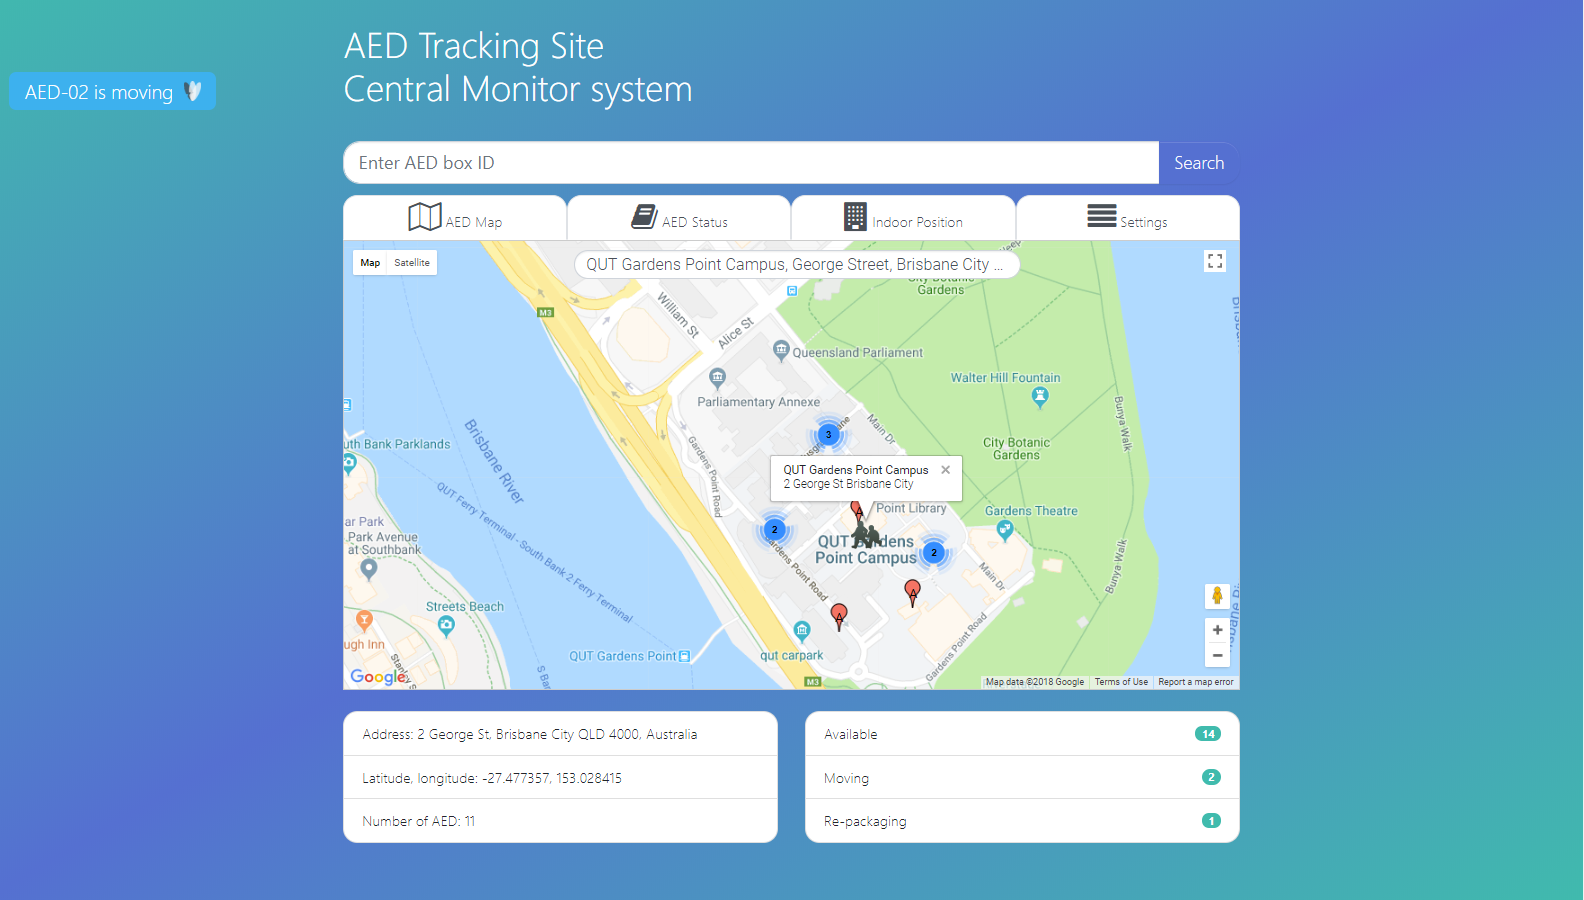 AED Tracking Site
Central Monitor system
AED-02 is moving
Enter AED box ID
Search
AED Map
AED Status
Indoor Position
Settings
Map
Satellite
QUT Gardens Point Campus, George Street, Brisbane City ...
City Botanic
Gardens
M3
William St
Alice St
Queensland Parliament
Parliamentary Annexe
Walter Hill Fountain
Main Dr
Bunya Walk
City Botanic
Gardens
uth Bank Parklands
Brisbane River
Gardens Point Road
3
QUT Gardens Point Campus
2 George St Brisbane City
QUT Ferry Terminal - South Bank 2 Ferry Terminal
A
Point Library
Gardens Theatre
ar Park
Park Avenue
at Southbank
2
QUT Gardens
Point Campus
2
Gardens Point Road
Main Dr
Bunya Walk
A
A
Streets Beach
ugh Inn
qut carpark
QUT Gardens Point
Gardens Point Road
Stanley S
S Ban
Google
M3
Map data ©2018 Google
Terms of Use
Report a map error
Address: 2 George St, Brisbane City QLD 4000, Australia
Latitude, longitude: -27.477357, 153.028415
Number of AED: 11
Available 14
Moving 2
Re-packaging 1